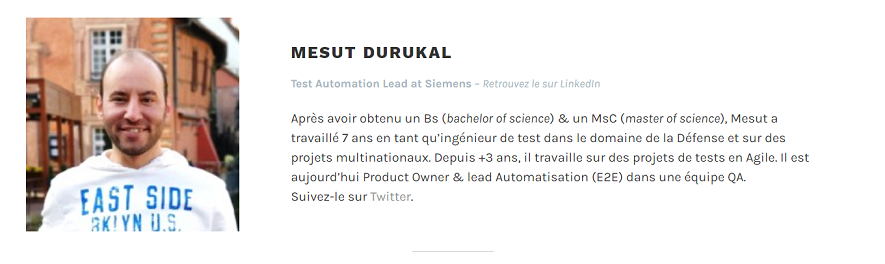 MESUT DURUKAL
Test Automation Lead at Siemens – Retrouvez le sur LinkedIn
Après avoir obtenu un Bs (bachelor of science) & un MsC (master of science), Mesut a
travaillé 7 ans en tant qu'ingénieur de test dans le domaine de la Défense et sur des
projets multinationaux. Depuis +3 ans, il travaille sur des projets de tests en Agile. Il est
aujourd'hui Product Owner & lead Automatisation (E2E) dans une équipe QA.
Suivez-le sur Twitter.
EAST SIDE
KLYN U.S.